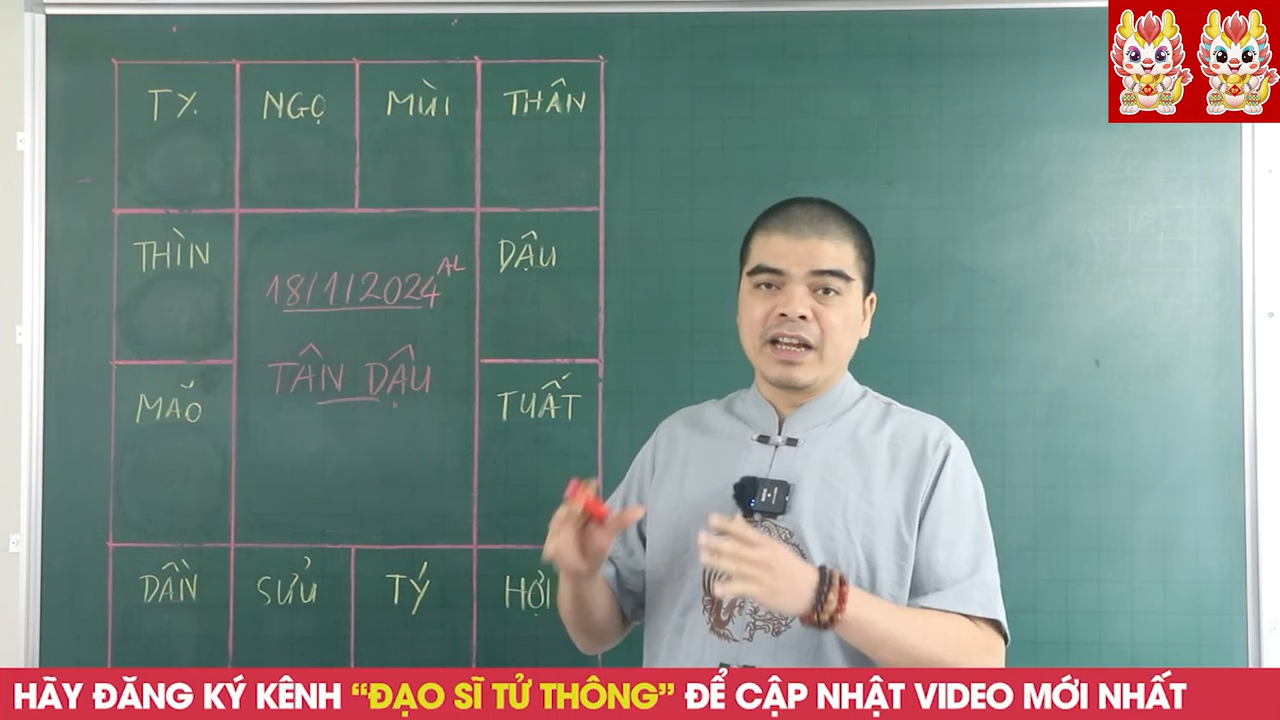 TỴ NGỌ MÙI THÂN
THÌN DẬU
18/1/2024 AL
TÂN DẬU
MÃO TUẤT
DẦN SỬU TÝ HỢI
HÃY ĐĂNG KÝ KÊNH “ĐẠO SĨ TỬ THÔNG” ĐỂ CẬP NHẬT VIDEO MỚI NHẤT